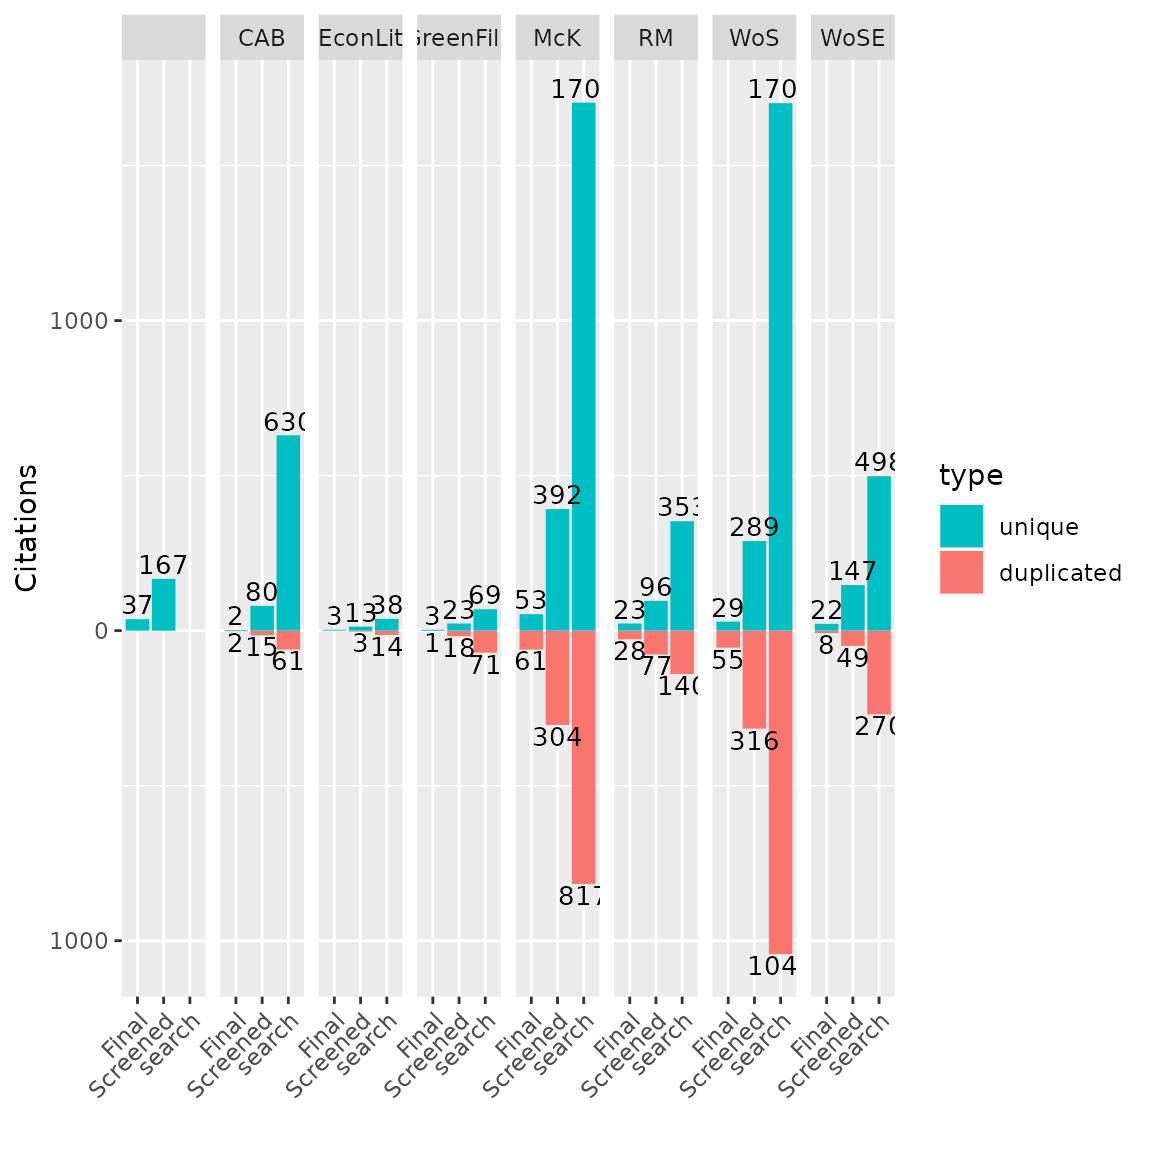 CAB EconLit GreenFil McK RM WoS WoSE
170 170
1000
630
392 498
353
289
167 147
80 96
37 2 3 13 38 3 23 69 53 23 29 22
0
2 15 61 3 14 1 18 71 61 304 28 77 140 55 316 8 49 270
817
1000
104
Citations
Final Screened search Final Screened search Final Screened search Final Screened search Final Screened search Final Screened search Final Screened search Final Screened search
type
unique
duplicated